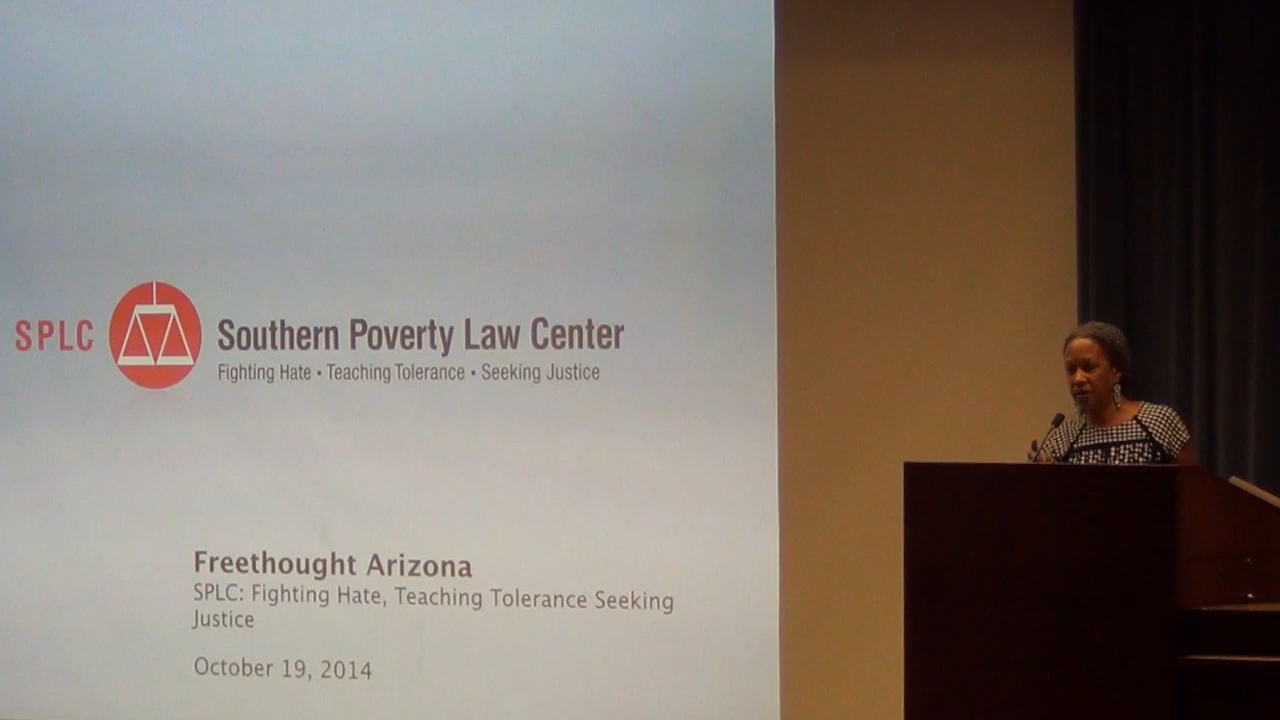 SPLC
Southern Poverty Law Center
Fighting Hate • Teaching Tolerance • Seeking Justice
Freethought Arizona
SPLC: Fighting Hate, Teaching Tolerance Seeking
Justice
October 19, 2014